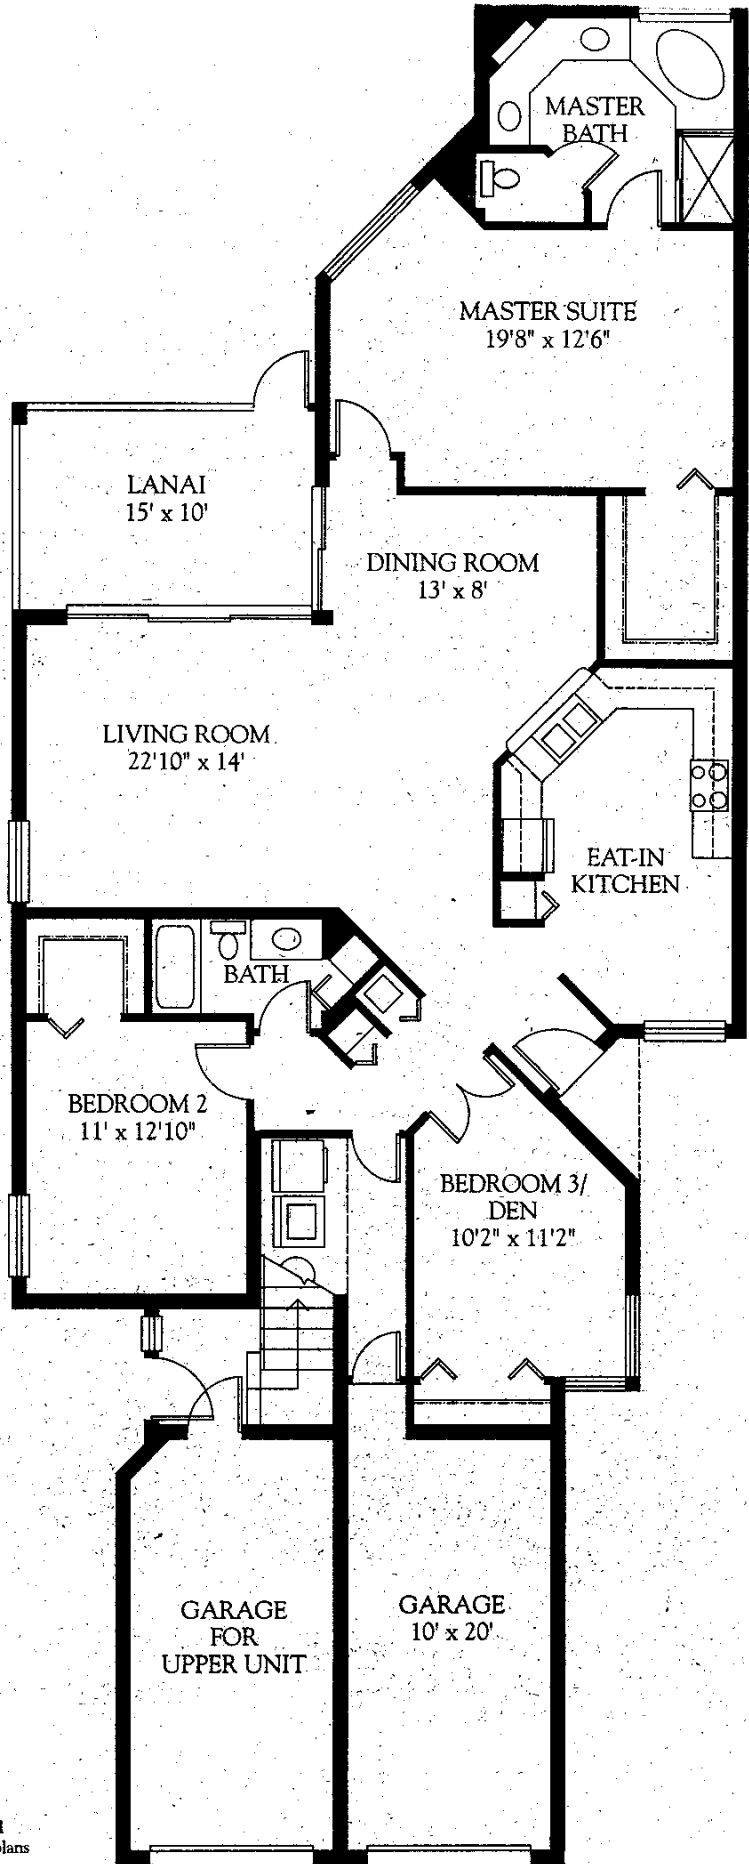 MASTER
BATH
MASTER SUITE
19'8" x 12'6"
LANAI
15' x 10'
DINING ROOM
13' x 8'
LIVING ROOM
22'10" x 14'
EAT-IN
KITCHEN
BATH
BEDROOM 2
11' x 12'10"
BEDROOM 3/
DEN
10'2" x 11'2"
GARAGE
FOR
UPPER UNIT
GARAGE
10' x 20'